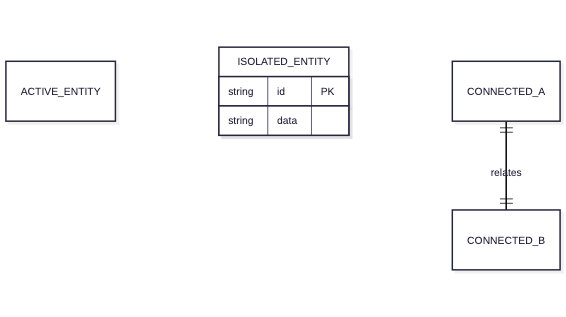 ACTIVE_ENTITY
ISOLATED_ENTITY
string id PK
string data
CONNECTED_A
relates
CONNECTED_B